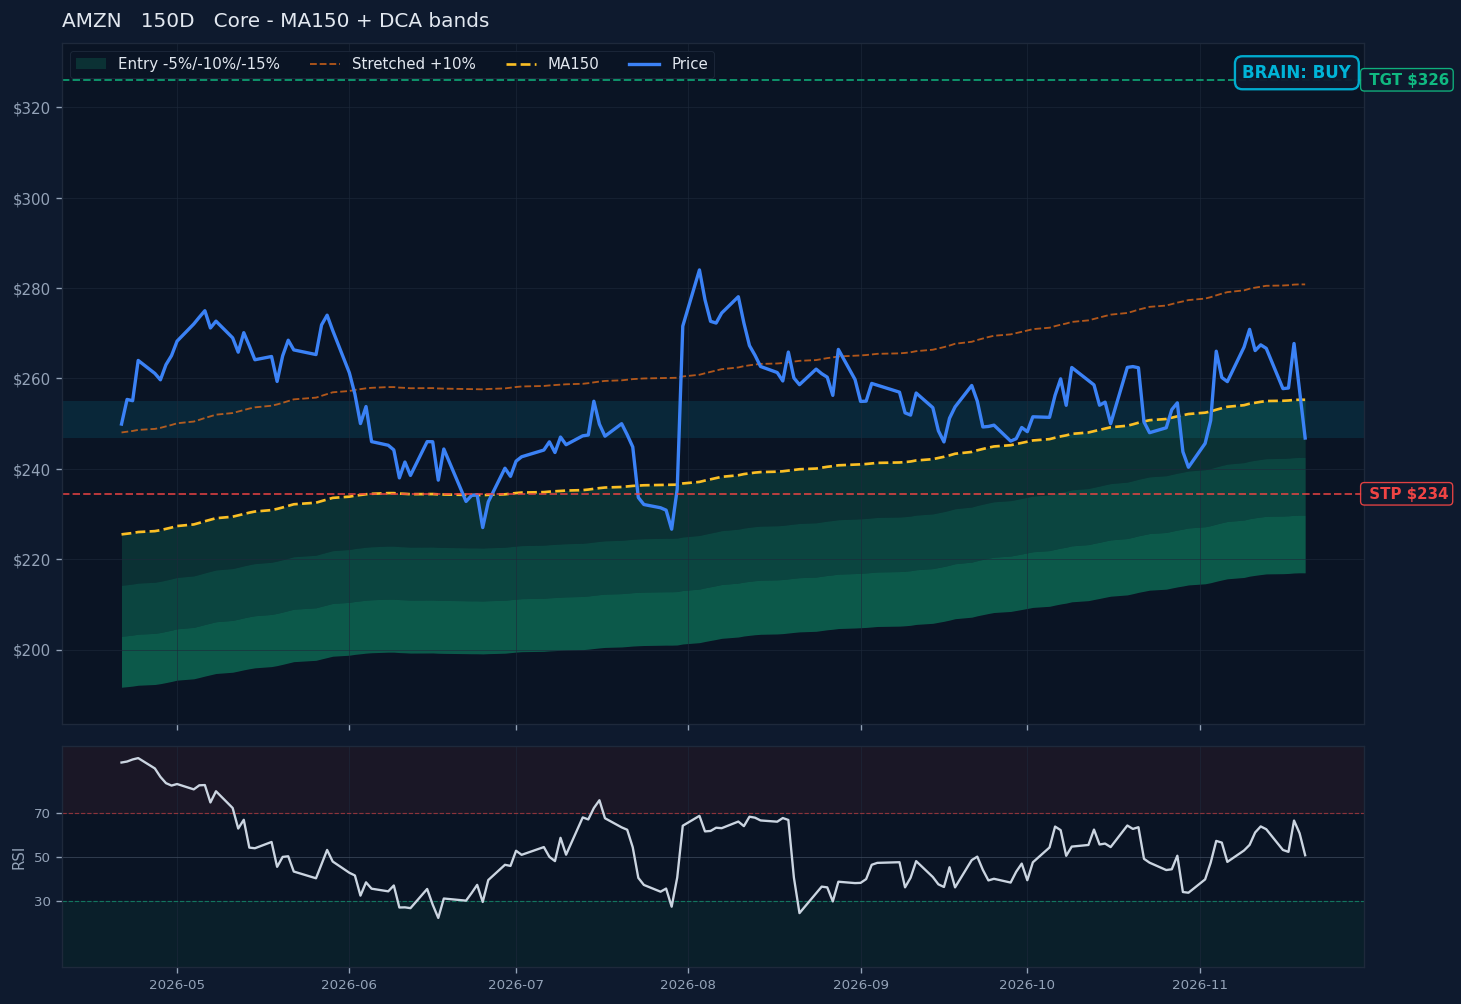 AMZN   150D   Core - MA150 + DCA bands
Entry -5%/-10%/-15%   Stretched +10%   MA150   Price
BRAIN: BUY
TGT $326
$320
$300
$280
$260
$240
STP $234
$220
$200
70
50
30
RSI
2026-05   2026-06   2026-07   2026-08   2026-09   2026-10   2026-11